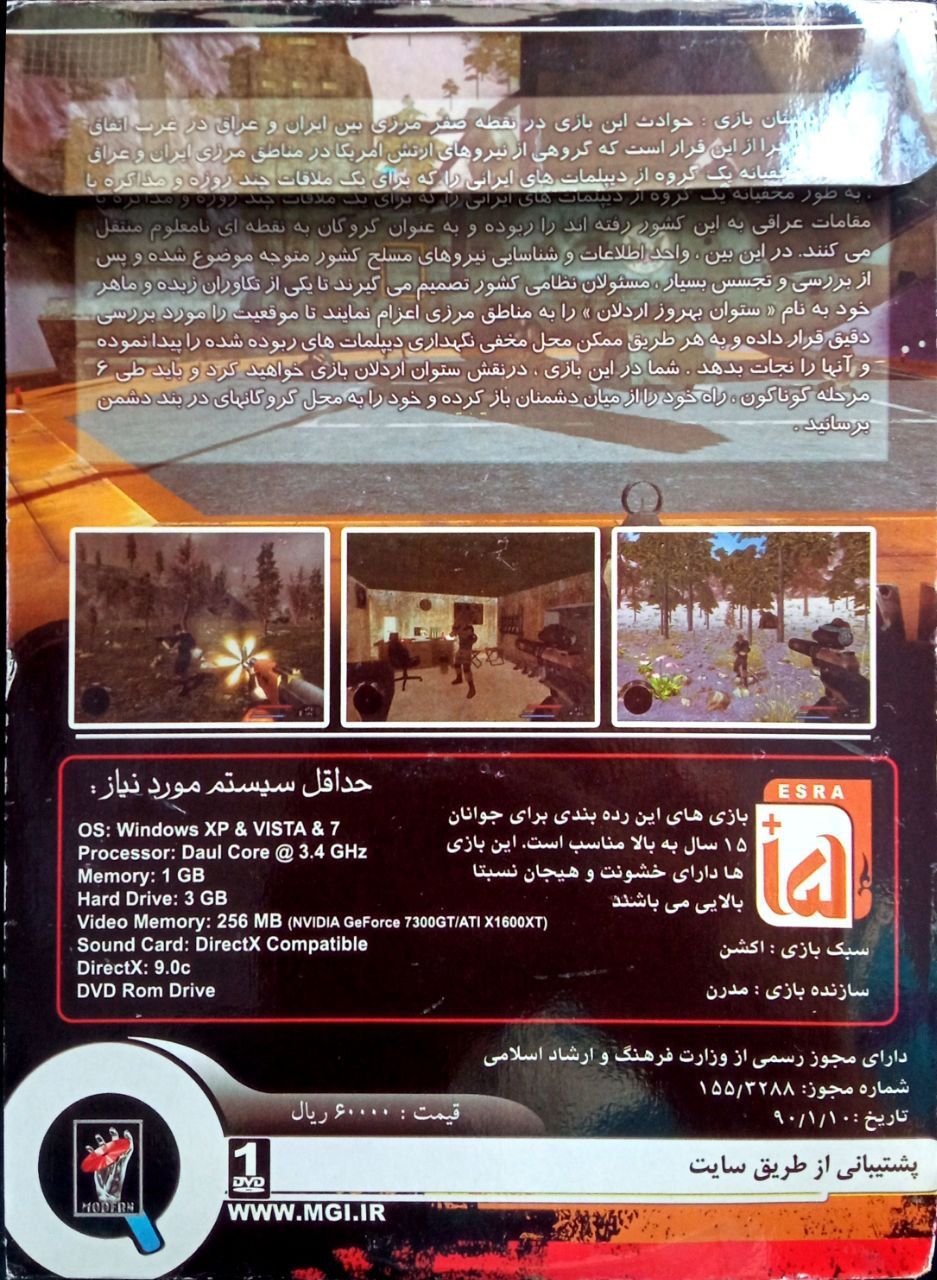 ستان بازی : حوادث این بازی در نقطه صفر مرزی بین ایران و عراق در غرب اتفاق
از این قرار است که گروهی از نیروهای ارتش امریکا در مناطق مرزی ایران و عراق
، به طور مخفیانه یک گروه از دیپلمات های ایرانی را که برای یک ملاقات چند روزه و مذاکره با
مقامات عراقی به این کشور رفته اند را ربوده و به عنوان گروگان به نقطه ای نامعلوم منتقل
می کنند. در این بین ، واحد اطلاعات و شناسایی نیروهای مسلح کشور متوجه موضوع شده و پس
از بررسی و تجسس بسیار ، مسئولان نظامی کشور تصمیم می گیرند تا یکی از تکاوران زبده و ماهر
خود به نام « ستوان بهروز اردلان » را به مناطق مرزی اعزام نمایند تا موقعیت را مورد بررسی
دقیق قرار داده و به هر طریق ممکن محل مخفی نگهداری دیپلمات های ربوده شده را پیدا نموده
و آنها را نجات بدهد . شما در این بازی ، درنقش ستوان اردلان بازی خواهید کرد و باید طی ۶
مرحله گوناگون ، راه خود را از میان دشمنان باز کرده و خود را به محل گروگانهای در بند دشمن
برسانید .
حداقل سیستم مورد نیاز :
OS: Windows XP & VISTA & 7
Processor: Daul Core @ 3.4 GHz
Memory: 1 GB
Hard Drive: 3 GB
Video Memory: 256 MB (NVIDIA GeForce 7300GT/ATI X1600XT)
Sound Card: DirectX Compatible
DirectX: 9.0c
DVD Rom Drive
ESRA
+۱۵
بازی های این رده بندی برای جوانان
۱۵ سال به بالا مناسب است. این بازی
ها دارای خشونت و هیجان نسبتا
بالایی می باشند
سبک بازی : اکشن
سازنده بازی : مدرن
دارای مجوز رسمی از وزارت فرهنگ و ارشاد اسلامی
شماره مجوز: ۱۵۵/۳۲۸۸
تاریخ :۹۰/۱/۱۰
قیمت : ۶۰۰۰۰ ریال
پشتیبانی از طریق سایت
1
DVD
WWW.MGI.IR
MODERN